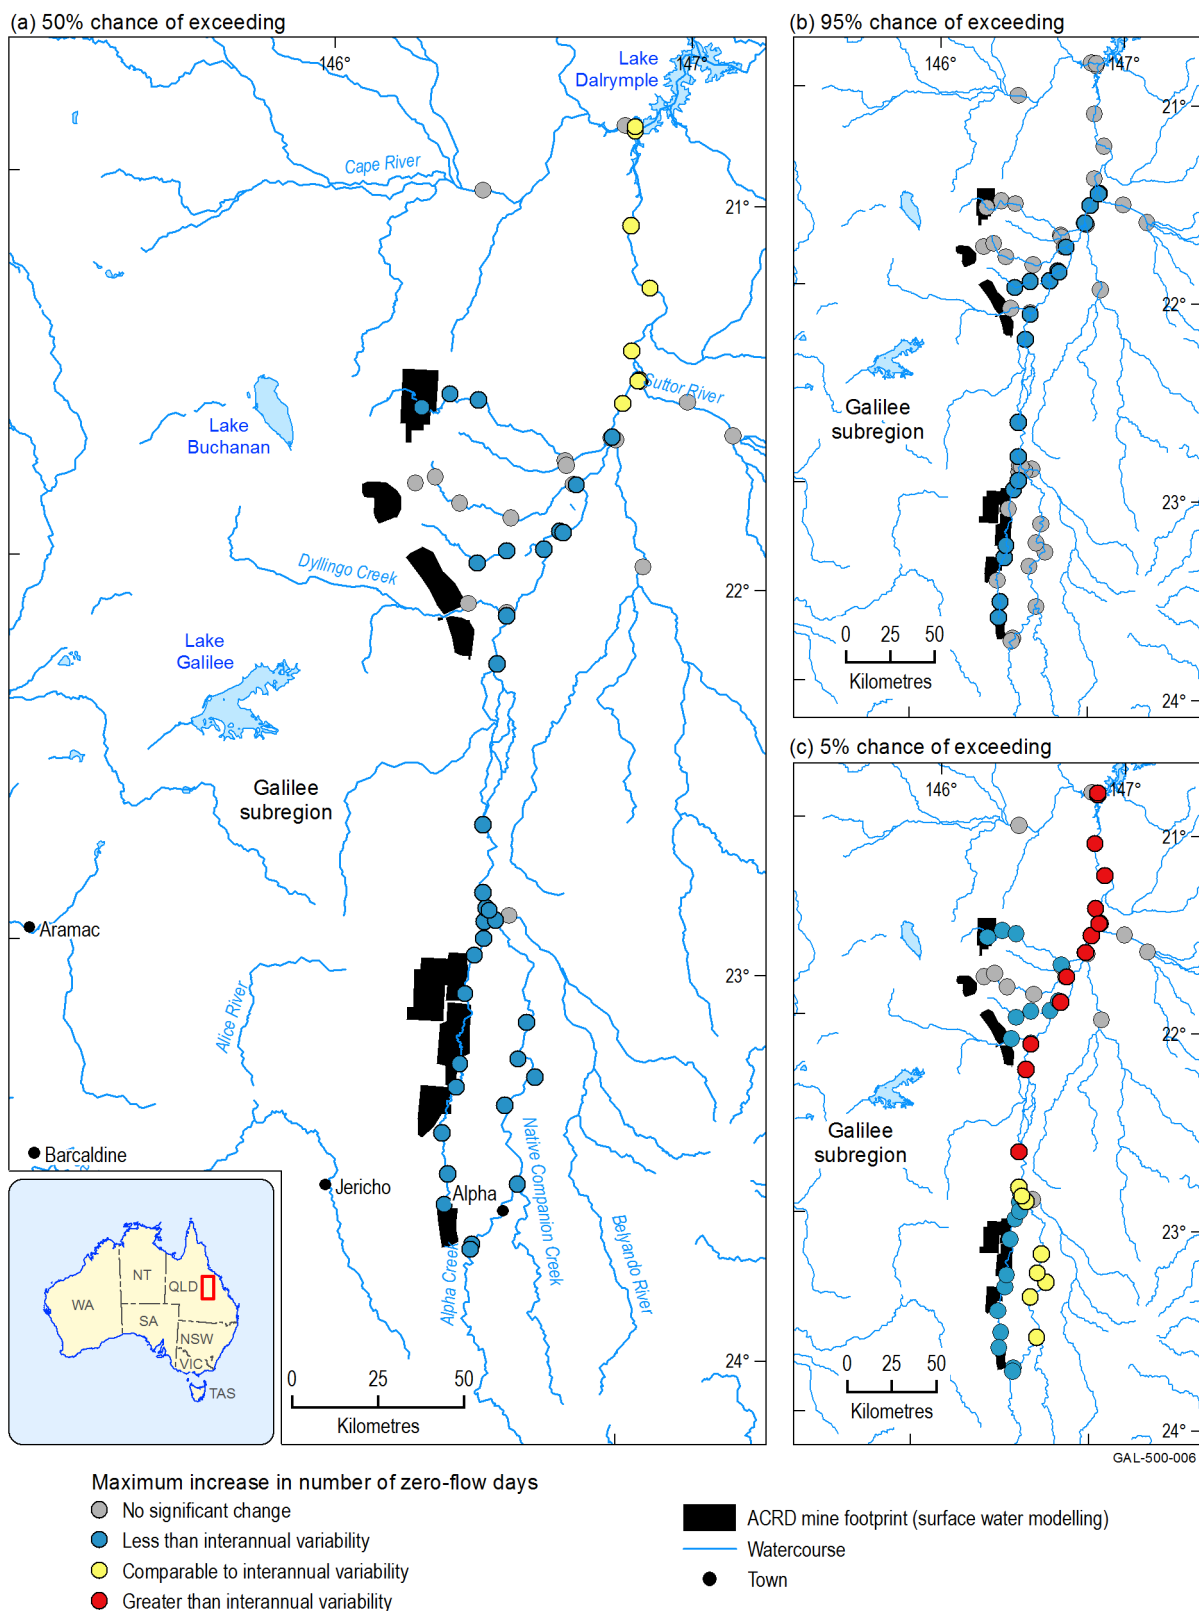 (a) 50% chance of exceeding
146°
147°
Lake
Dalrymple
Cape River
21°
Suttor River
Lake
Buchanan
Dyllingo Creek
22°
Lake
Galilee
Galilee
subregion
Aramac
Alice River
23°
Barcaldine
Jericho
Alpha
Native Companion Creek
Alpha Creek
Belyando River
24°
0 25 50
Kilometres
WA
NT
QLD
SA
NSW
VIC
TAS
(b) 95% chance of exceeding
146°
147°
21°
22°
Galilee
subregion
23°
0 25 50
Kilometres
24°
(c) 5% chance of exceeding
146°
147°
21°
22°
Galilee
subregion
23°
0 25 50
Kilometres
24°
GAL-500-006
Maximum increase in number of zero-flow days
No significant change
Less than interannual variability
Comparable to interannual variability
Greater than interannual variability
ACRD mine footprint (surface water modelling)
Watercourse
Town